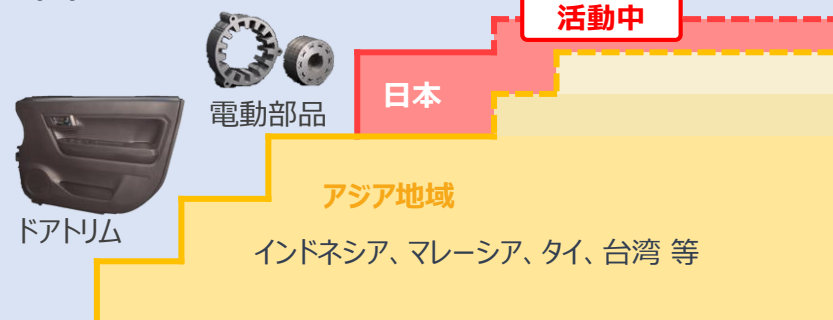 活動中
日本
電動部品
アジア地域
ドアトリム
インドネシア、マレーシア、タイ、台湾 等